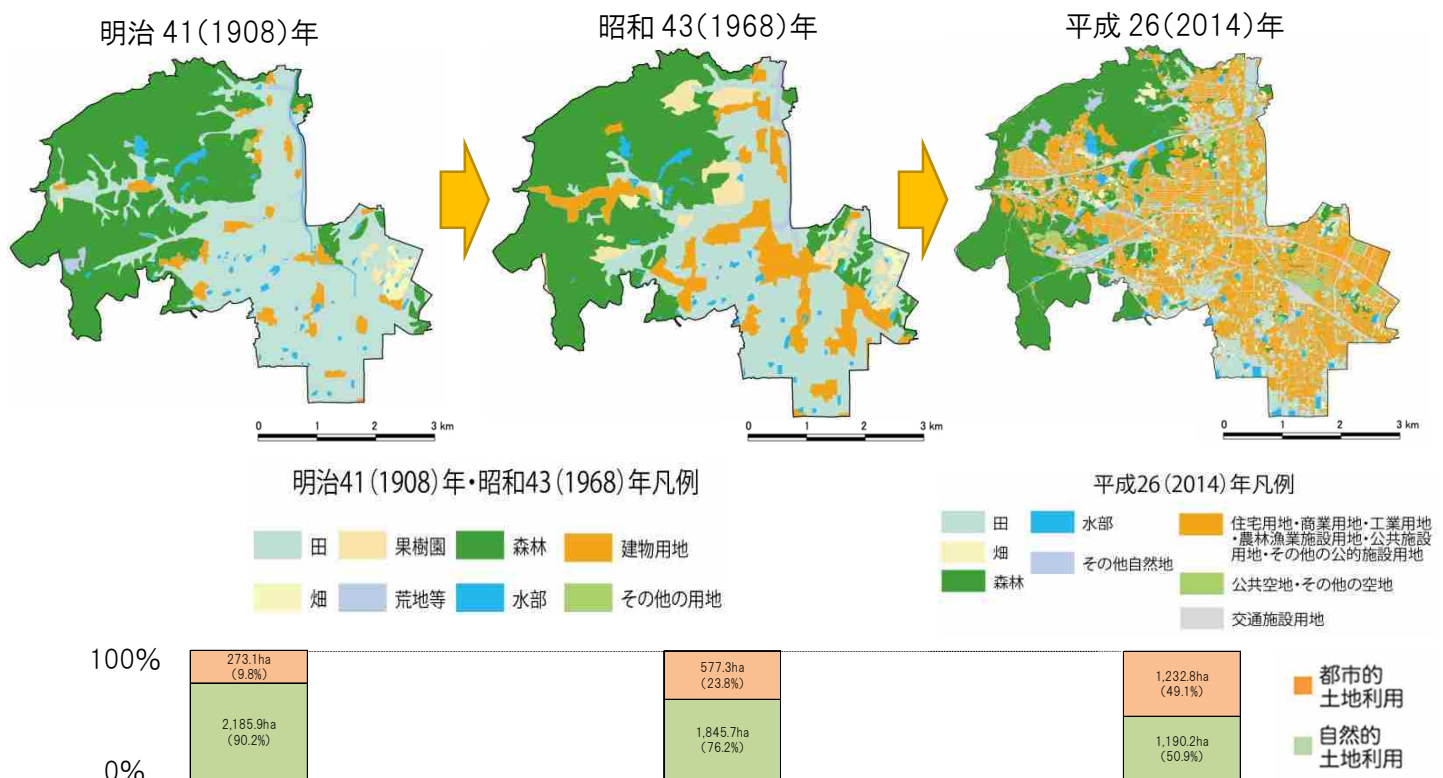 明治 41(1908)年
昭和 43(1968)年
平成 26(2014)年
0 1 2 3 km
0 1 2 3 km
0 1 2 3 km
明治41(1908)年・昭和43(1968)年凡例
田
果樹園
森林
建物用地
畑
荒地等
水部
その他の用地
平成26(2014)年凡例
田
畑
森林
水部
その他自然地
住宅用地・商業用地・工業用地
・農林漁業施設用地・公共施設
用地・その他の公的施設用地
公共空地・その他の空地
交通施設用地
100%
0%
273.1ha
(9.8%)
2,185.9ha
(90.2%)
577.3ha
(23.8%)
1,845.7ha
(76.2%)
1,232.8ha
(49.1%)
1,190.2ha
(50.9%)
都市的
土地利用
自然的
土地利用